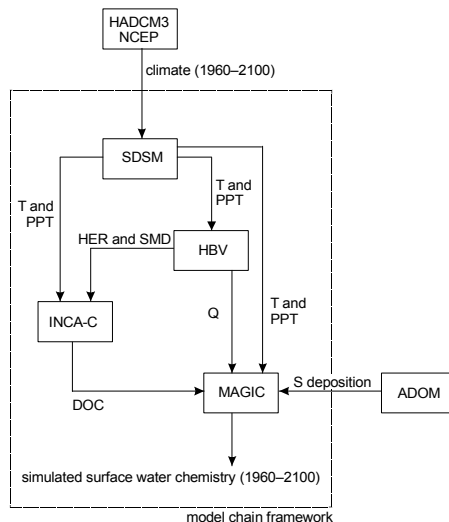 HADCM3
NCEP
climate (1960–2100)
SDSM
T and
PPT
T and
PPT
HER and SMD
HBV
Q
T and
PPT
INCA-C
DOC
MAGIC
S deposition
ADOM
simulated surface water chemistry (1960–2100)
model chain framework